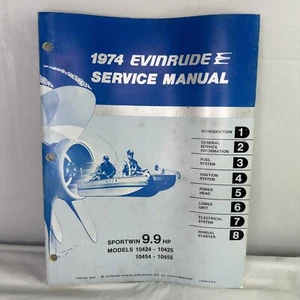 1974 EVINRUDE E
SERVICE MANUAL
INTRODUCTION 1
GENERAL
SERVICE
INFORMATION 2
FUEL
SYSTEM 3
IGNITION
SYSTEM 4
POWER
HEAD 5
LOWER
UNIT 6
ELECTRICAL
SYSTEM 7
MANUAL
STARTER 8
SPORTWIN 9.9 HP
MODELS 10424 - 10425
10454 - 10455